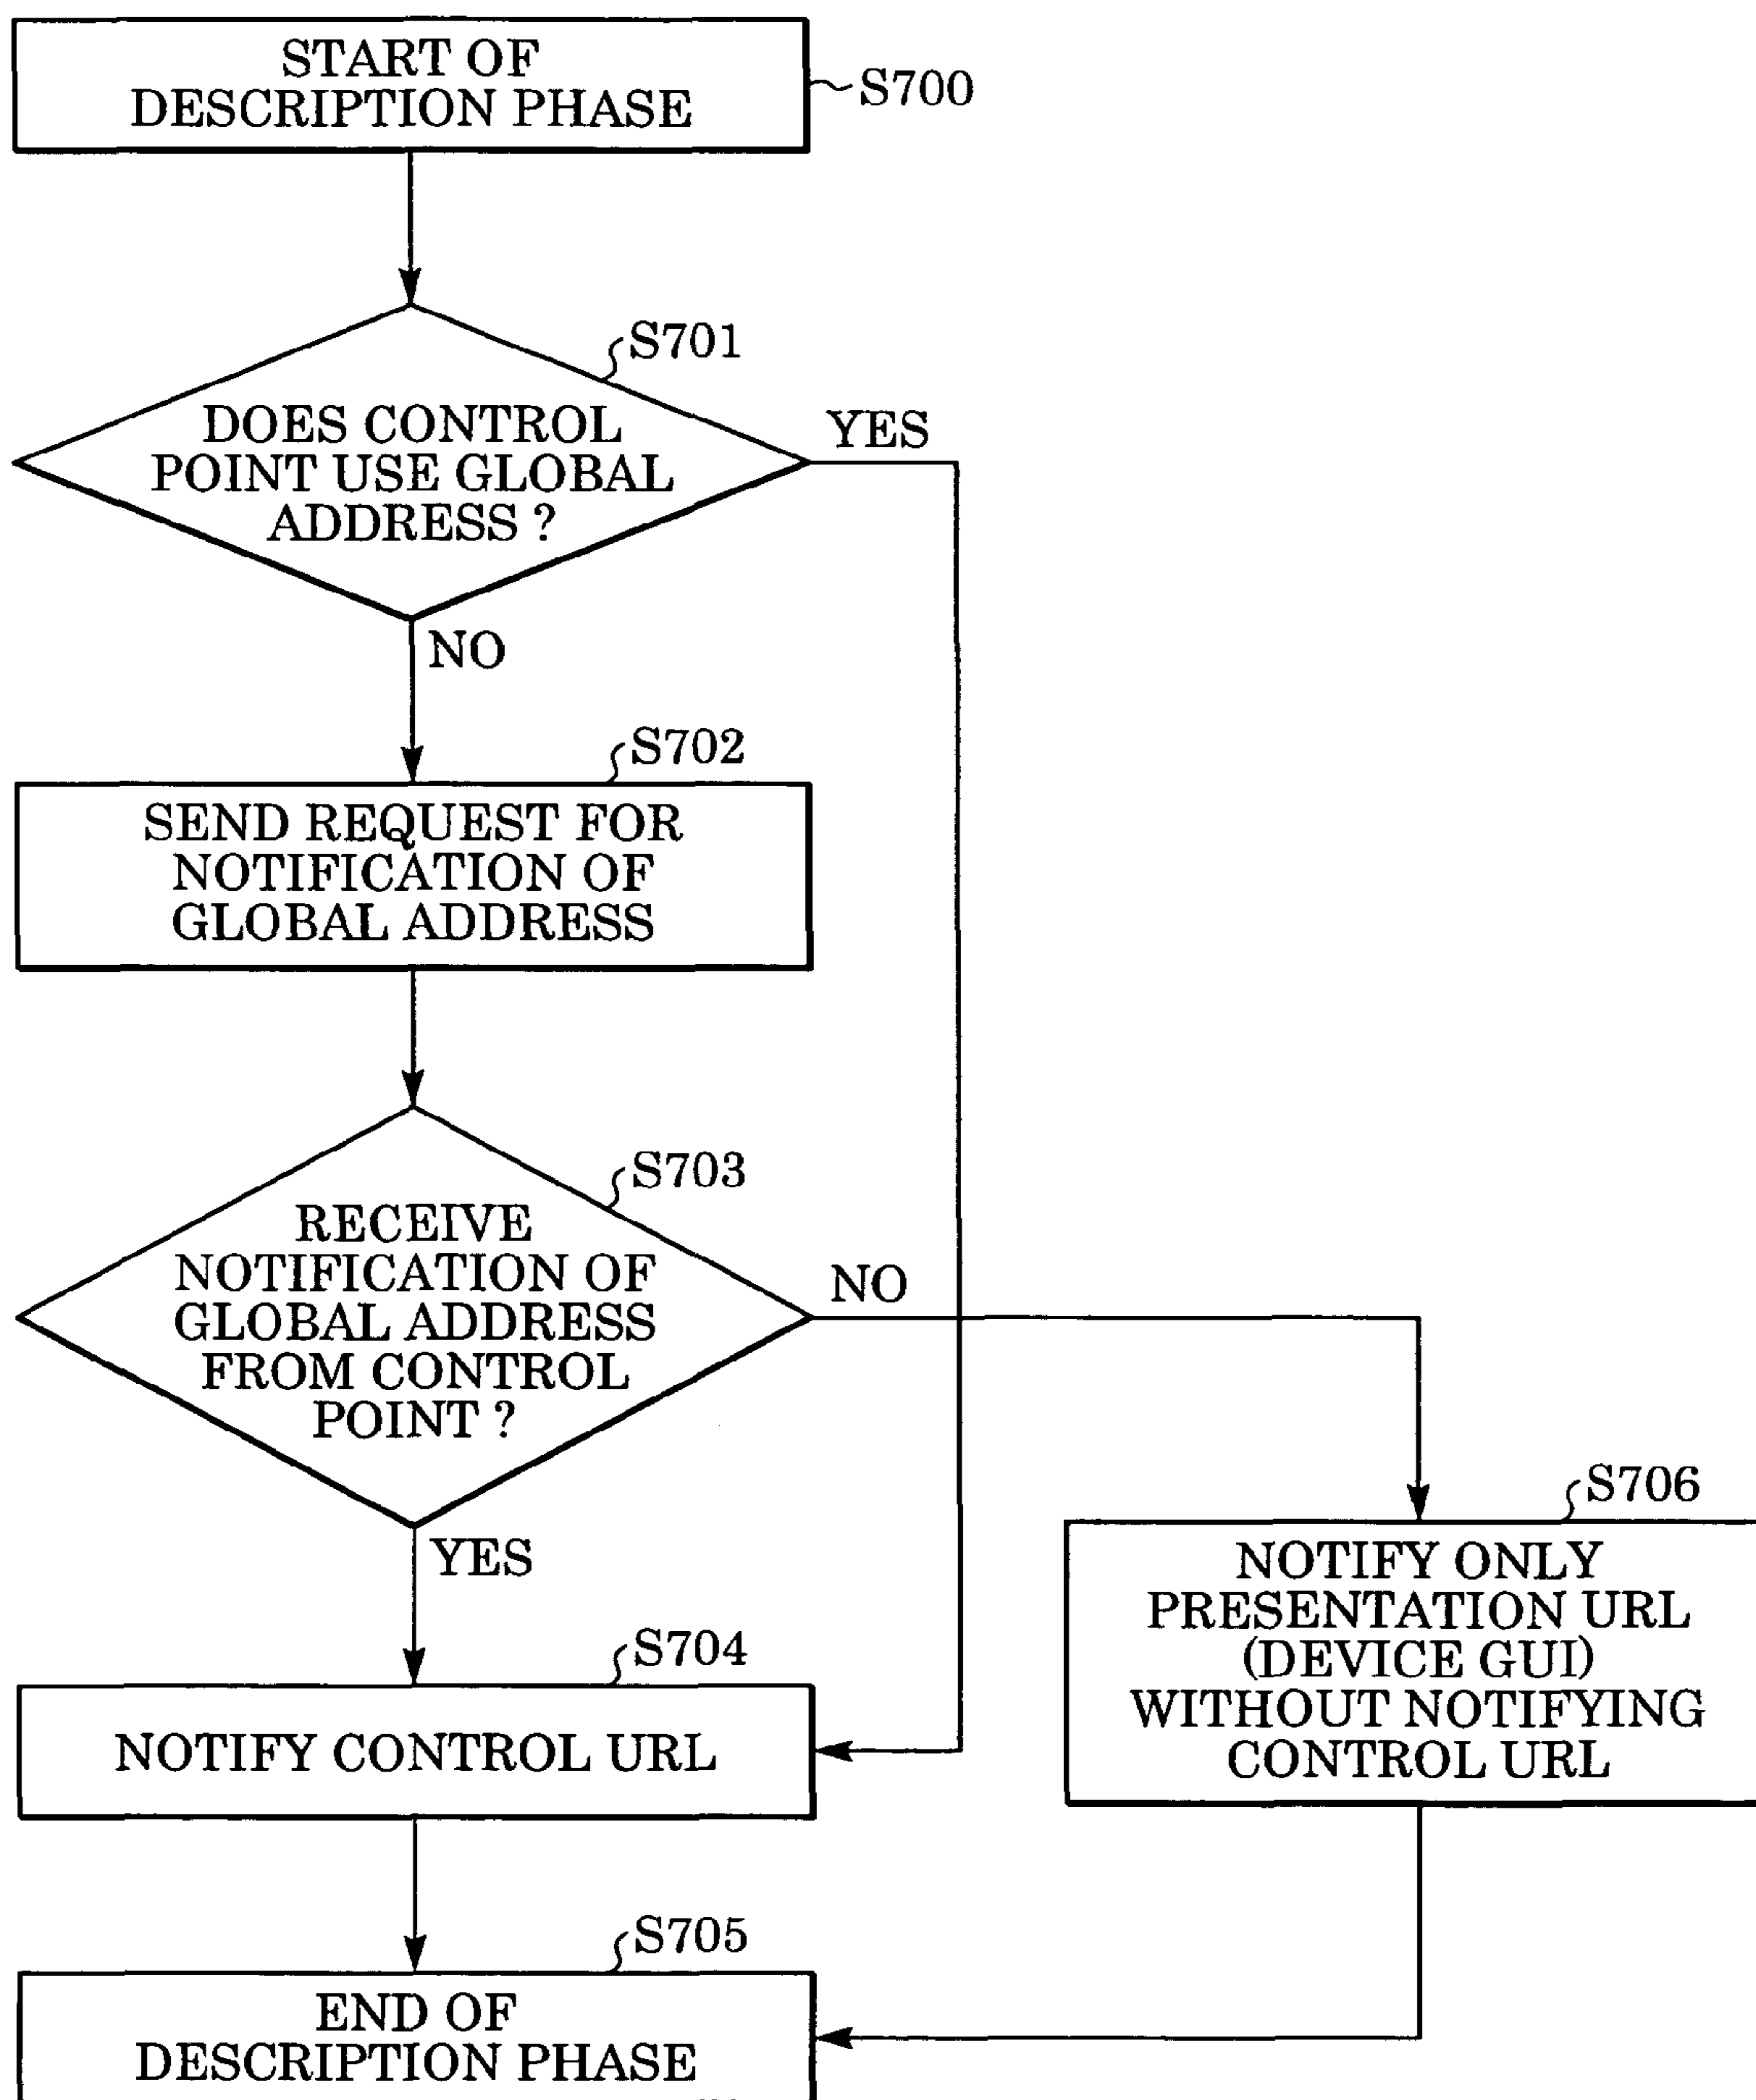 START OF
DESCRIPTION PHASE
S700
S701
DOES CONTROL
POINT USE GLOBAL
ADDRESS ?
YES
NO
S702
SEND REQUEST FOR
NOTIFICATION OF
GLOBAL ADDRESS
S703
RECEIVE
NOTIFICATION OF
GLOBAL ADDRESS
FROM CONTROL
POINT ?
NO
YES
S706
NOTIFY ONLY
PRESENTATION URL
(DEVICE GUI)
WITHOUT NOTIFYING
CONTROL URL
S704
NOTIFY CONTROL URL
S705
END OF
DESCRIPTION PHASE